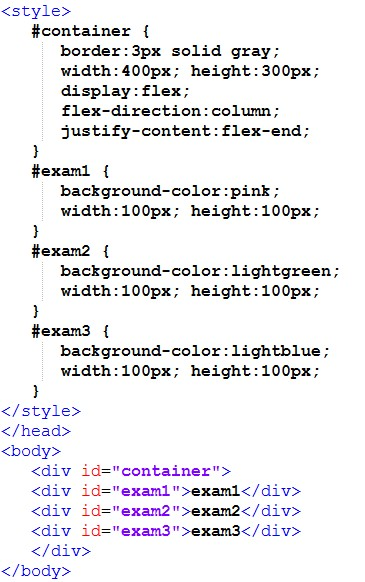 <style>
#container {
border:3px solid gray;
width:400px; height:300px;
display:flex;
flex-direction:column;
justify-content:flex-end;
}
#exam1 {
background-color:pink;
width:100px; height:100px;
}
#exam2 {
background-color:lightgreen;
width:100px; height:100px;
}
#exam3 {
background-color:lightblue;
width:100px; height:100px;
}
</style>
</head>
<body>
<div id="container">
<div id="exam1">exam1</div>
<div id="exam2">exam2</div>
<div id="exam3">exam3</div>
</div>
</body>